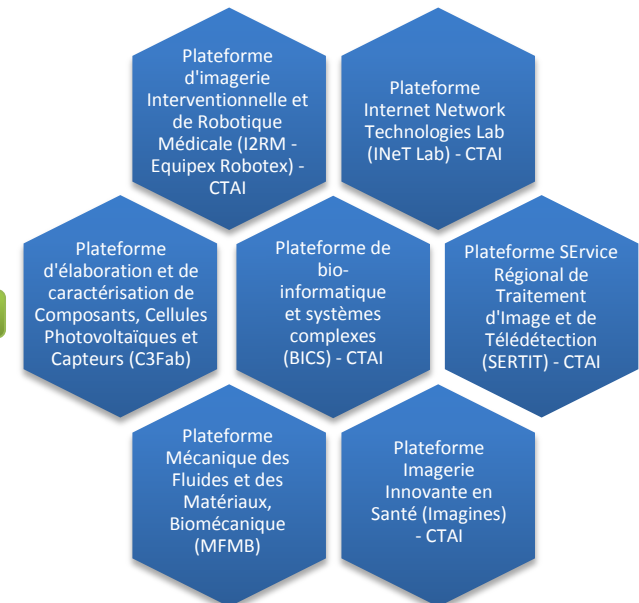 Plateforme
d'imagerie
Interventionnelle et
de Robotique
Médicale (I2RM -
Equipex Robotex) -
CTAI
Plateforme
Internet Network
Technologies Lab
(INeT Lab) - CTAI
Plateforme
d'élaboration et de
caractérisation de
Composants, Cellules
Photovoltaïques et
Capteurs (C3Fab)
Plateforme de
bio-
informatique
et systèmes
complexes
(BICS) - CTAI
Plateforme SErvice
Régional de
Traitement
d'Image et de
Télédétection
(SERTIT) - CTAI
Plateforme
Mécanique des
Fluides et des
Matériaux,
Biomécanique
(MFMB)
Plateforme
Imagerie
Innovante en
Santé (Imagines)
- CTAI